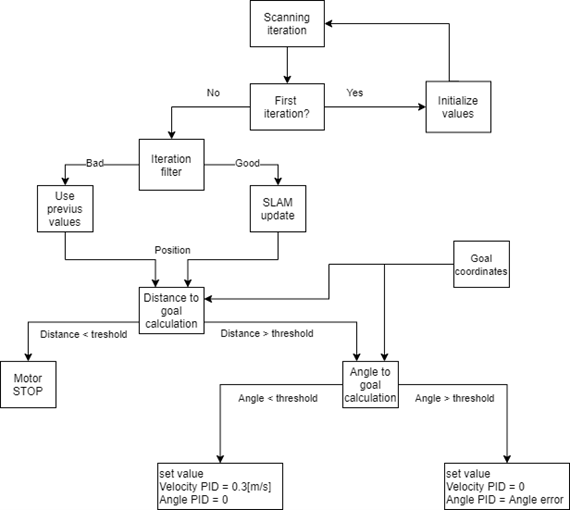 Scanning
iteration
No
First
iteration?
Yes
Initialize
values
Bad
Iteration
filter
Good
Use
previus
values
SLAM
update
Position
Goal
coordinates
Distance to
goal
calculation
Distance < treshold
Distance > threshold
Motor
STOP
Angle to
goal
calculation
Angle < threshold
Angle > threshold
set value
Velocity PID = 0.3[m/s]
Angle PID = 0
set value
Velocity PID = 0
Angle PID = Angle error